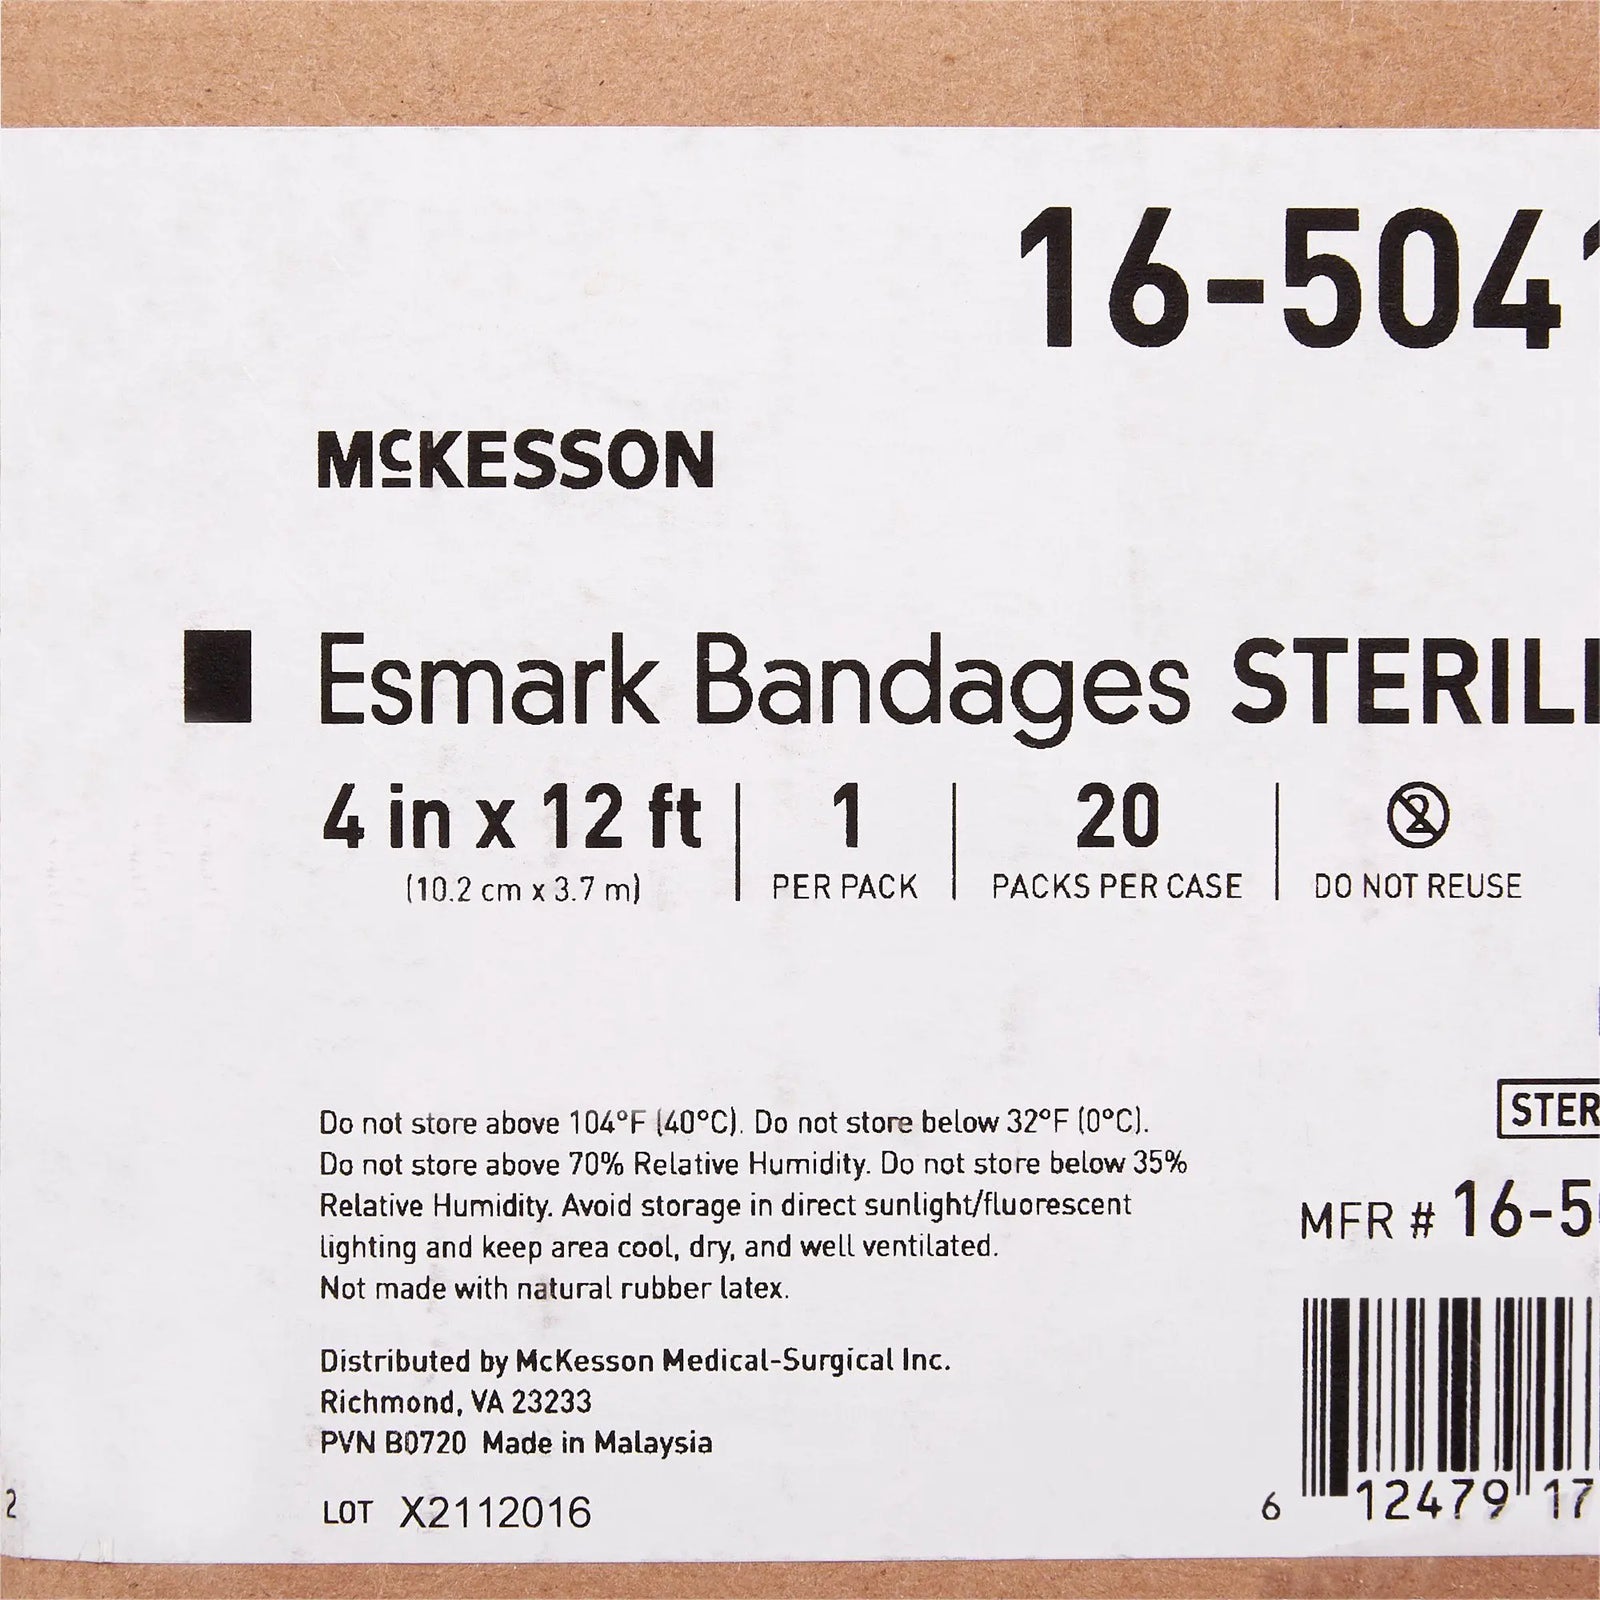 16-5041
McKESSON
Esmark Bandages STERIL
4 in x 12 ft
(10.2 cm x 3.7 m)
1
PER PACK
20
PACKS PER CASE
2
DO NOT REUSE
Do not store above 104°F (40°C). Do not store below 32°F (0°C).
Do not store above 70% Relative Humidity. Do not store below 35%
Relative Humidity. Avoid storage in direct sunlight/fluorescent
lighting and keep area cool, dry, and well ventilated.
Not made with natural rubber latex.
Distributed by McKesson Medical-Surgical Inc.
Richmond, VA 23233
PVN B0720 Made in Malaysia
LOT X2112016
2
STER
MFR # 16-5
6 12479 17